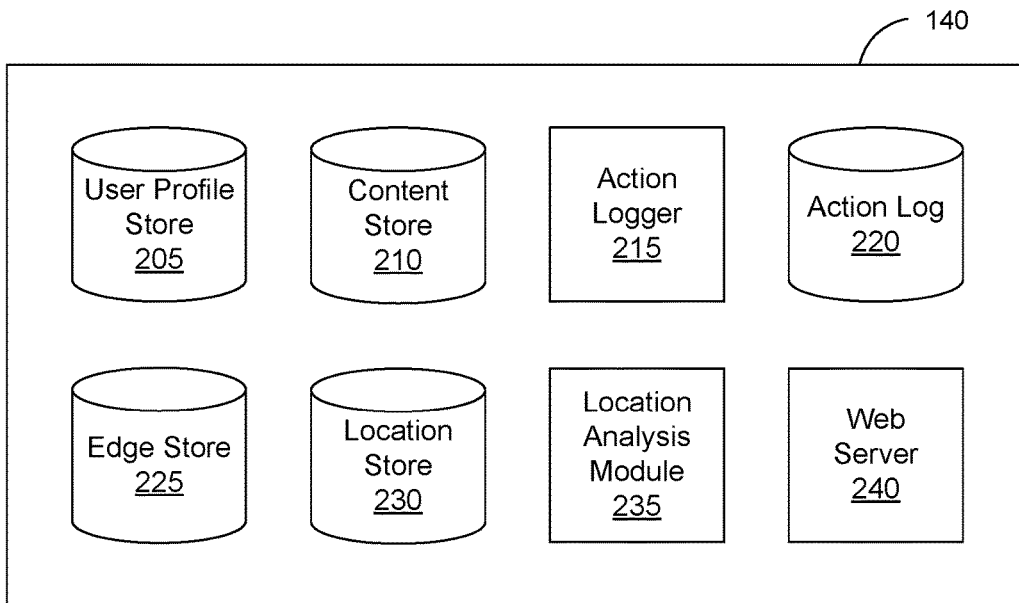 140
User Profile
Store
205
Content
Store
210
Action
Logger
215
Action Log
220
Edge Store
225
Location
Store
230
Location
Analysis
Module
235
Web
Server
240